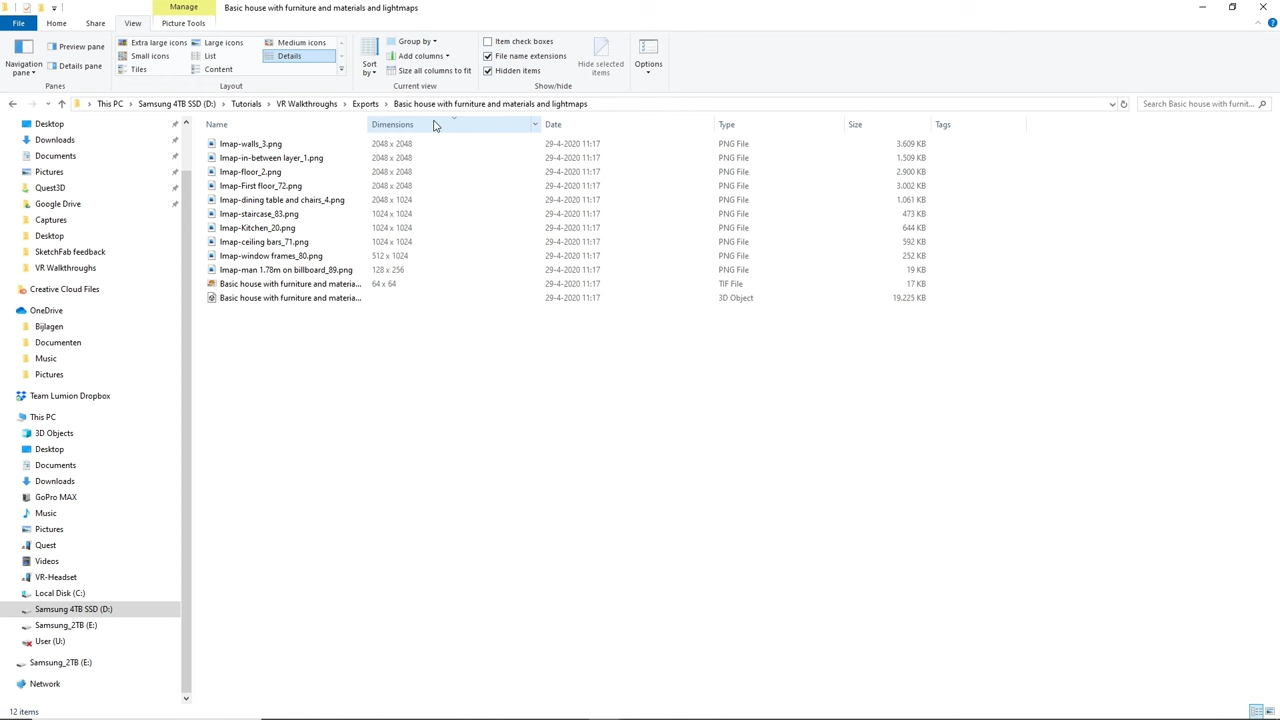 Manage
Basic house with furniture and materials and lightmaps
File
Home
Share
View
Picture Tools
Navigation pane
Preview pane
Details pane
Extra large icons
Large icons
Medium icons
Small icons
List
Details
Tiles
Content
Sort by
Group by
Add columns
Size all columns to fit
Item check boxes
File name extensions
Hidden items
Hide selected items
Options
Panes
Layout
Current view
Show/hide
This PC > Samsung 4TB SSD (D:) > Tutorials > VR Walkthroughs > Exports > Basic house with furniture and materials and lightmaps
Search Basic house with furnit...
Name Dimensions Date Type Size Tags
lmap-walls_3.png 2048 x 2048 29-4-2020 11:17 PNG File 3.609 KB
lmap-in-between layer_1.png 2048 x 2048 29-4-2020 11:17 PNG File 1.509 KB
lmap-floor_2.png 2048 x 2048 29-4-2020 11:17 PNG File 2.900 KB
lmap-First floor_72.png 2048 x 2048 29-4-2020 11:17 PNG File 3.002 KB
lmap-dining table and chairs_4.png 2048 x 1024 29-4-2020 11:17 PNG File 1.061 KB
lmap-staircase_83.png 1024 x 1024 29-4-2020 11:17 PNG File 473 KB
lmap-Kitchen_20.png 1024 x 1024 29-4-2020 11:17 PNG File 644 KB
lmap-ceiling bars_71.png 1024 x 1024 29-4-2020 11:17 PNG File 592 KB
lmap-window frames_80.png 512 x 1024 29-4-2020 11:17 PNG File 252 KB
lmap-man 1.78m on billboard_89.png 128 x 256 29-4-2020 11:17 PNG File 19 KB
Basic house with furniture and materia... 64 x 64 29-4-2020 11:17 TIF File 17 KB
Basic house with furniture and materia... 29-4-2020 11:17 3D Object 19.225 KB
Desktop
Downloads
Documents
Pictures
Quest3D
Google Drive
Captures
Desktop
SketchFab feedback
VR Walkthroughs
Creative Cloud Files
OneDrive
Bijlagen
Documenten
Music
Pictures
Team Lumion Dropbox
This PC
3D Objects
Desktop
Documents
Downloads
GoPro MAX
Music
Pictures
Quest
Videos
VR-Headset
Local Disk (C:)
Samsung 4TB SSD (D:)
Samsung_2TB (E:)
User (U:)
Samsung_2TB (E:)
Network
12 items